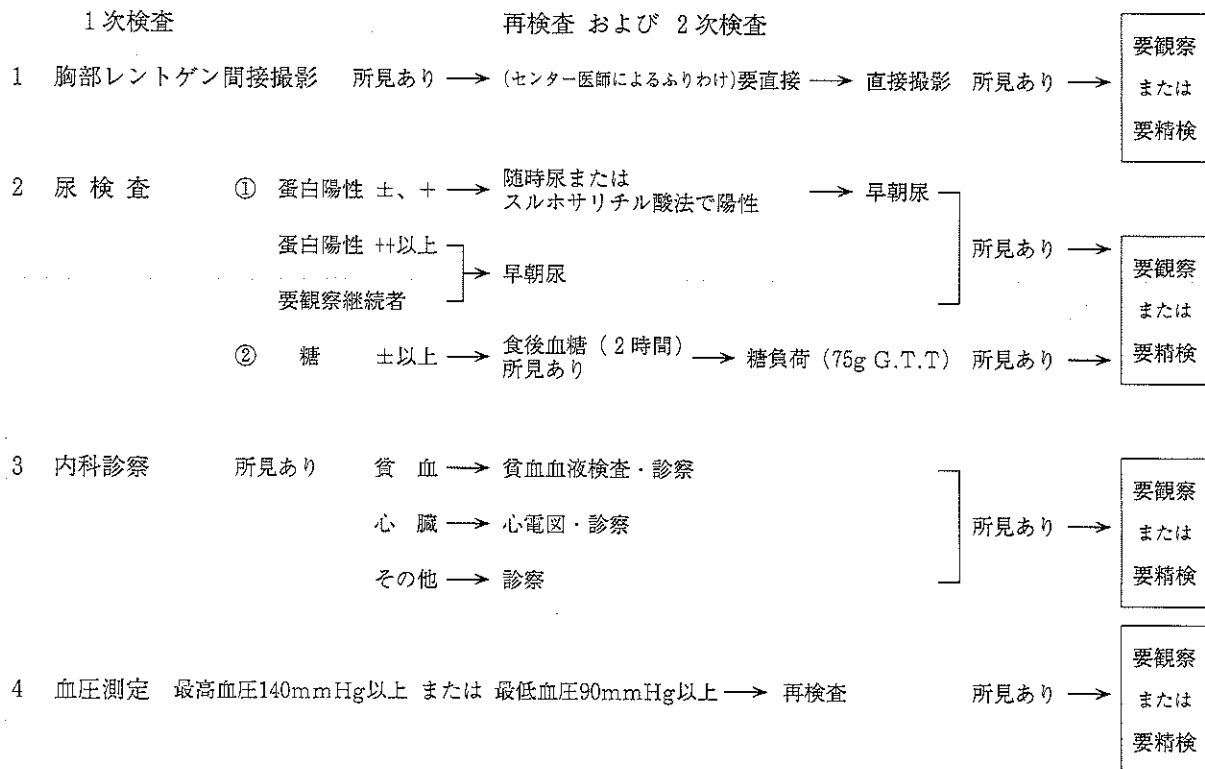 1次検査 再検査 および 2次検査
1 胸部レントゲン間接撮影 所見あり → (センター医師によるふりわけ)要直接 → 直接撮影 所見あり →
要観察
または
要精検
2 尿検査 ① 蛋白陽性 ±、+ → 随時尿または
スルホサリチル酸法で陽性 → 早朝尿
蛋白陽性 ++以上
要観察継続者
→ 早朝尿
所見あり →
② 糖 ±以上 → 食後血糖(2時間)
所見あり → 糖負荷(75g G.T.T) 所見あり →
要観察
または
要精検
3 内科診察 所見あり 貧血 → 貧血血液検査・診察
心臓 → 心電図・診察
その他 → 診察
所見あり →
要観察
または
要精検
4 血圧測定 最高血圧140mmHg以上 または 最低血圧90mmHg以上 → 再検査 所見あり →
要観察
または
要精検